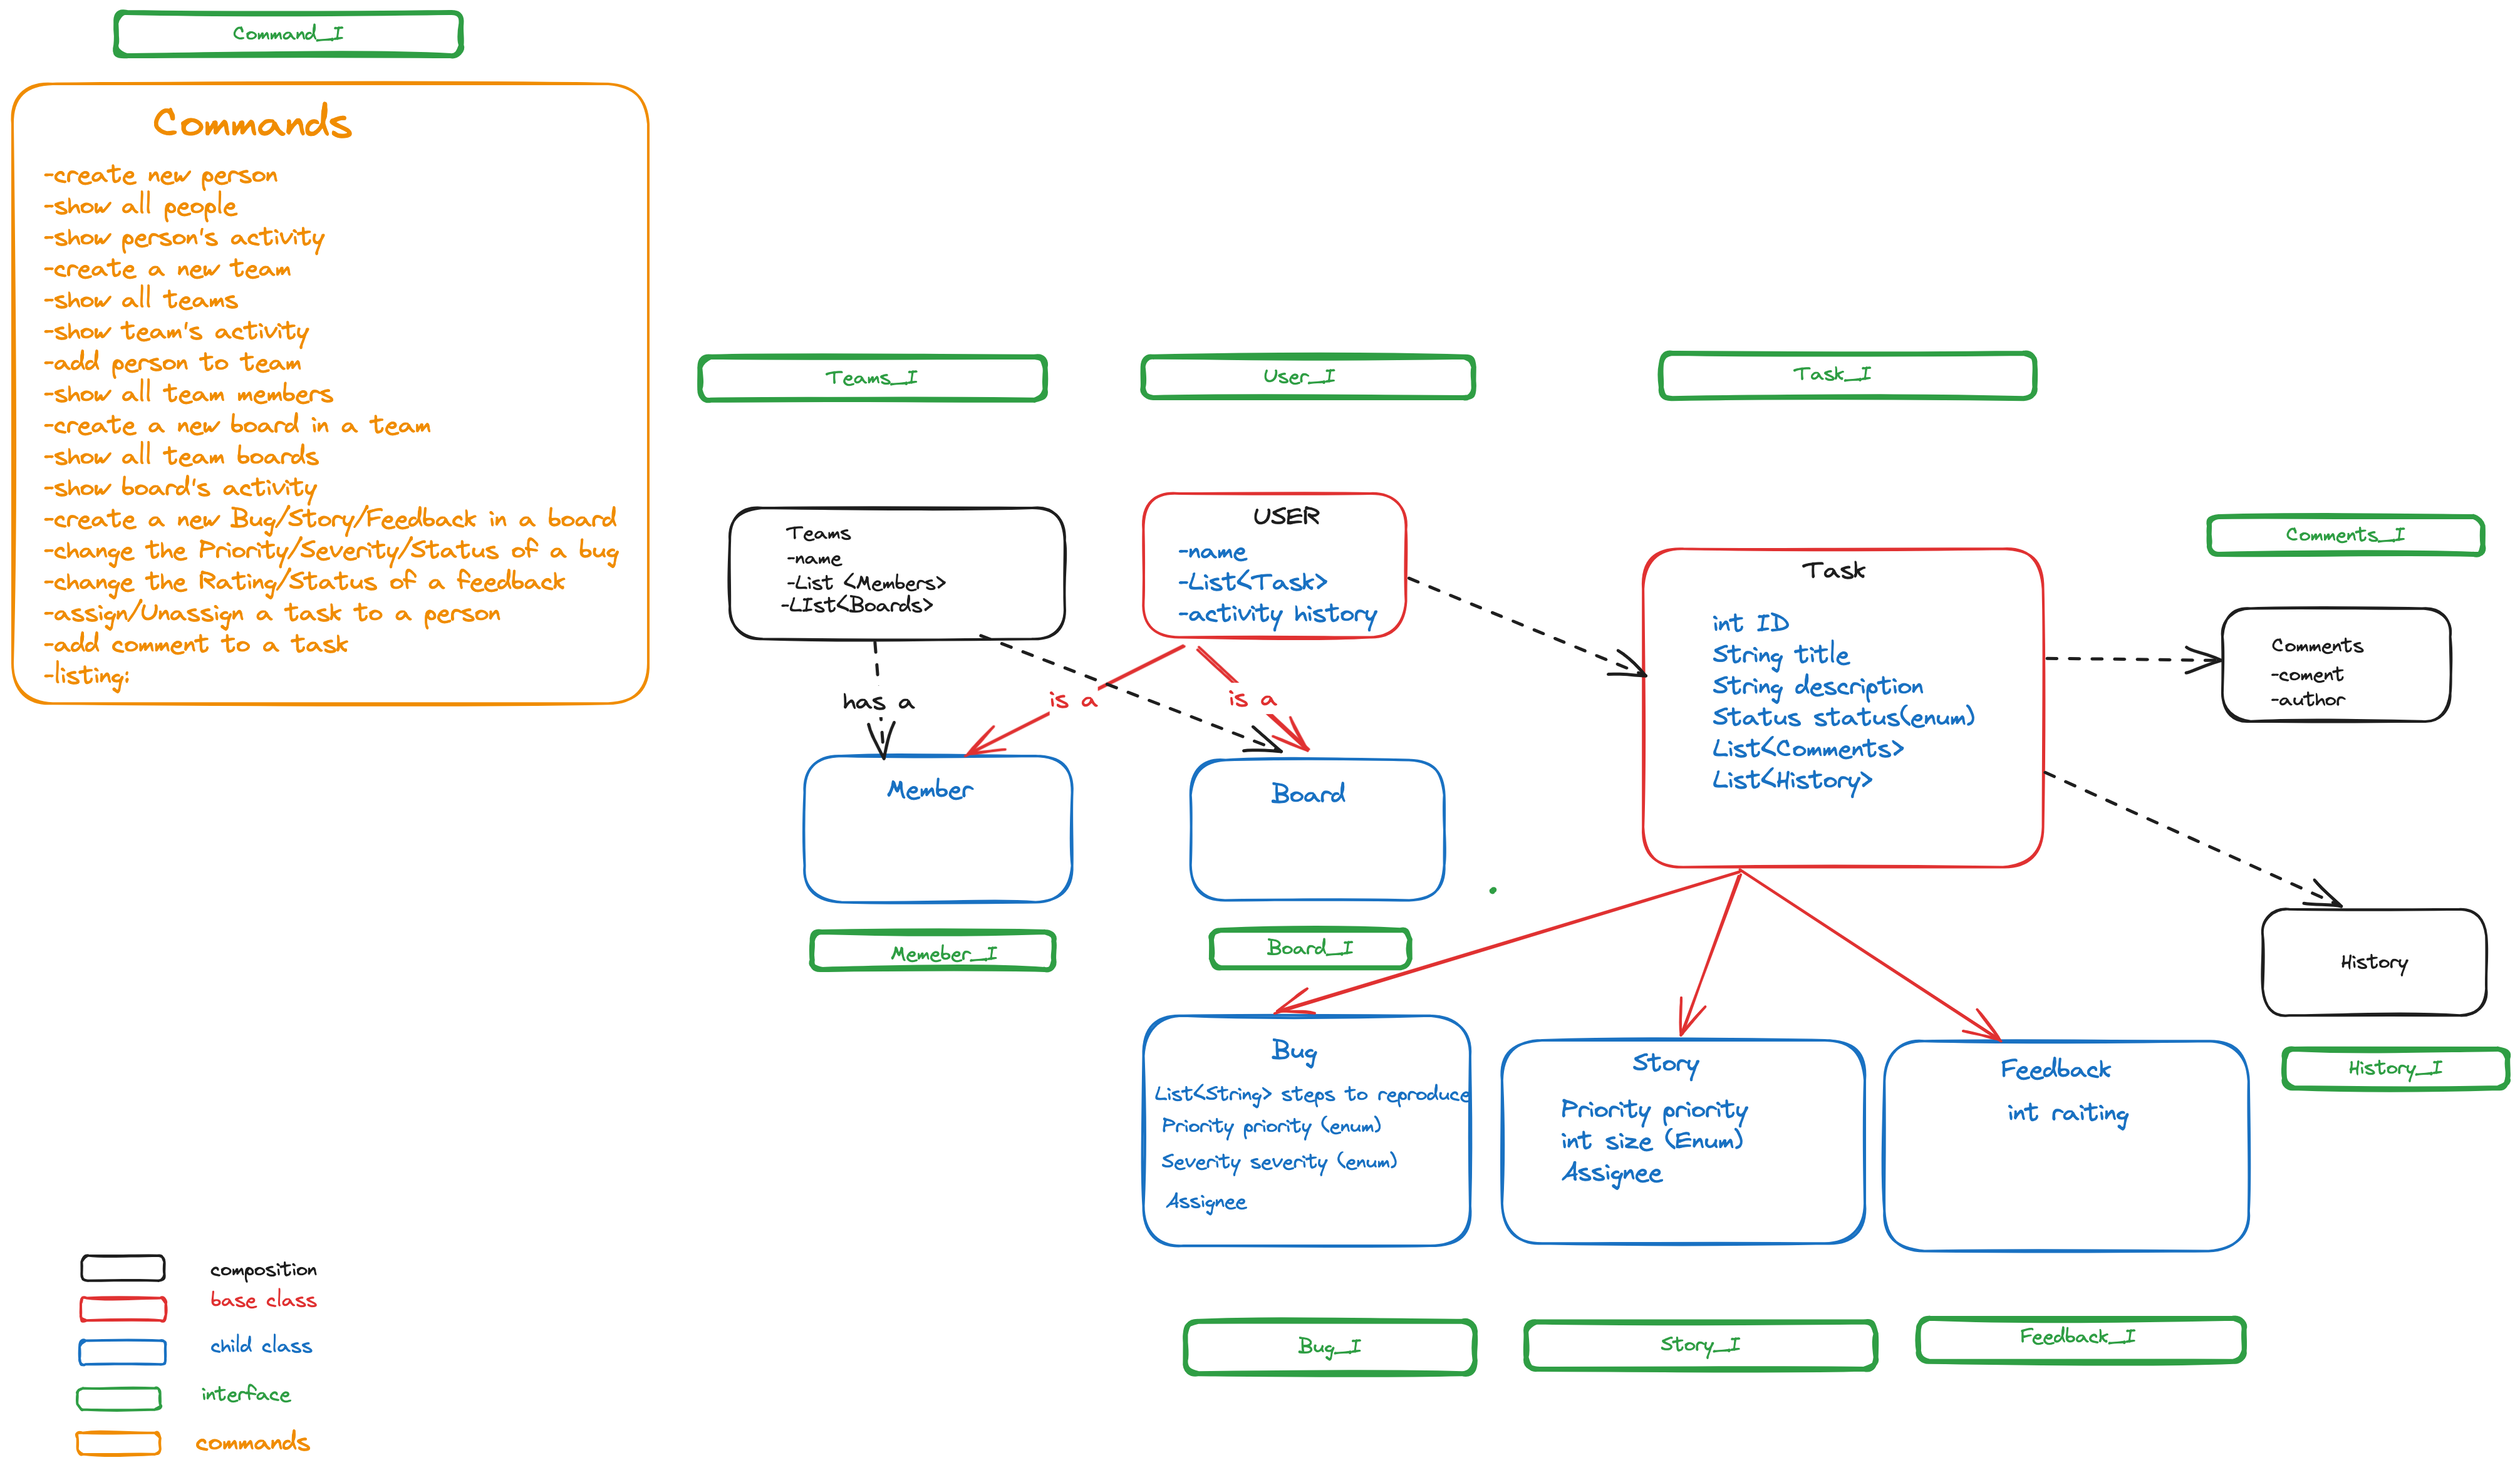 Command_I
Commands
-create new person
-show all people
-show person's activity
-create a new team
-show all teams
-show team's activity
-add person to team
-show all team members
-create a new board in a team
-show all team boards
-show board's activity
-create a new Bug/Story/Feedback in a board
-change the Priority/Severity/Status of a bug
-change the Rating/Status of a feedback
-assign/Unassign a task to a person
-add comment to a task
-listing:
Teams_I
User_I
Task_I
Comments_I
Teams
-name
-List <Members>
-LIst<Boards>
USER
-name
-List<Task>
-activity history
Task
int ID
String title
String description
Status status(enum)
List<Comments>
List<History>
Comments
-coment
-author
has a
is a
is a
Member
Board
Memeber_I
Board_I
History
History_I
Bug
List<String> steps to reproduce
Priority priority (enum)
Severity severity (enum)
Assignee
Story
Priority priority
int size (Enum)
Assignee
Feedback
int raiting
Bug_I
Story_I
Feedback_I
composition
base class
child class
interface
commands